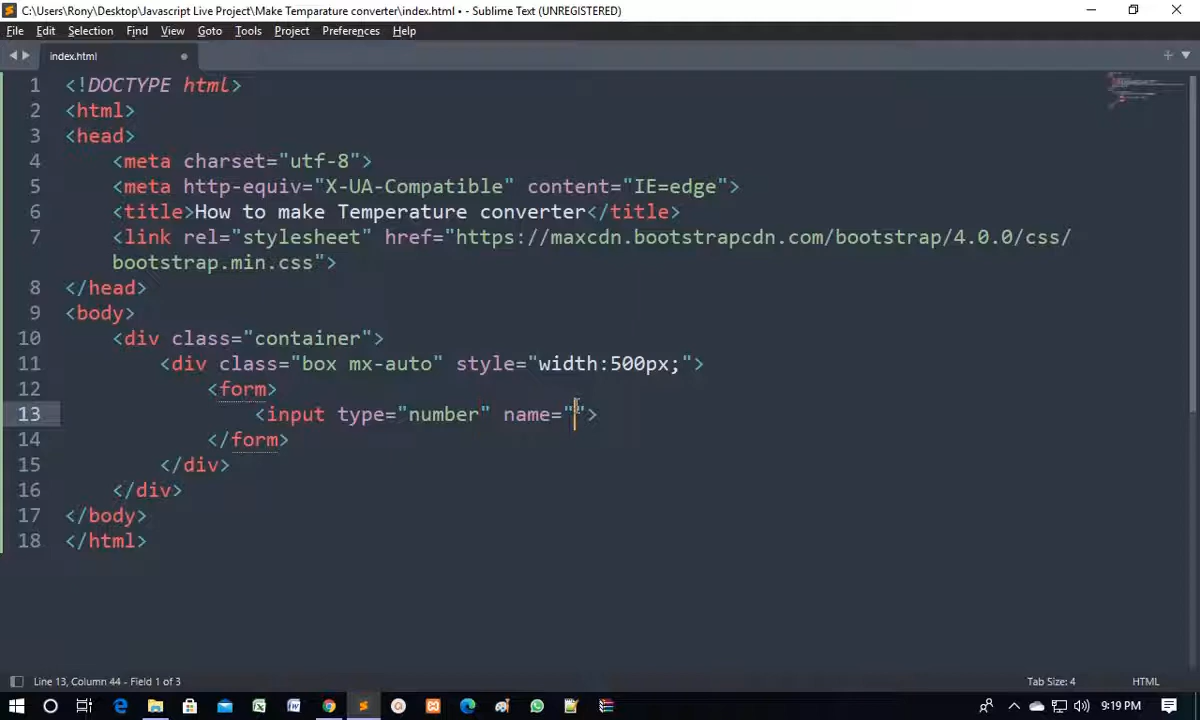 C:\Users\Rony\Desktop\Javascript Live Project\Make Temparature converter\index.html • - Sublime Text (UNREGISTERED)
File Edit Selection Find View Goto Tools Project Preferences Help
index.html
1 <!DOCTYPE html>
2 <html>
3 <head>
4 <meta charset="utf-8">
5 <meta http-equiv="X-UA-Compatible" content="IE=edge">
6 <title>How to make Temperature converter</title>
7 <link rel="stylesheet" href="https://maxcdn.bootstrapcdn.com/bootstrap/4.0.0/css/
bootstrap.min.css">
8 </head>
9 <body>
10 <div class="container">
11 <div class="box mx-auto" style="width:500px;">
12 <form>
13 <input type="number" name="">
14 </form>
15 </div>
16 </div>
17 </body>
18 </html>
Line 13, Column 44 - Field 1 of 3 Tab Size: 4 HTML
9:19 PM